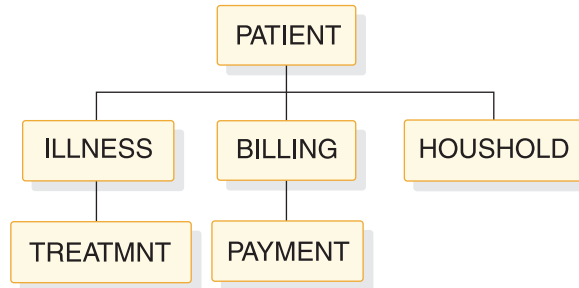 PATIENT
ILLNESS
BILLING
HOUSHOLD
TREATMNT
PAYMENT